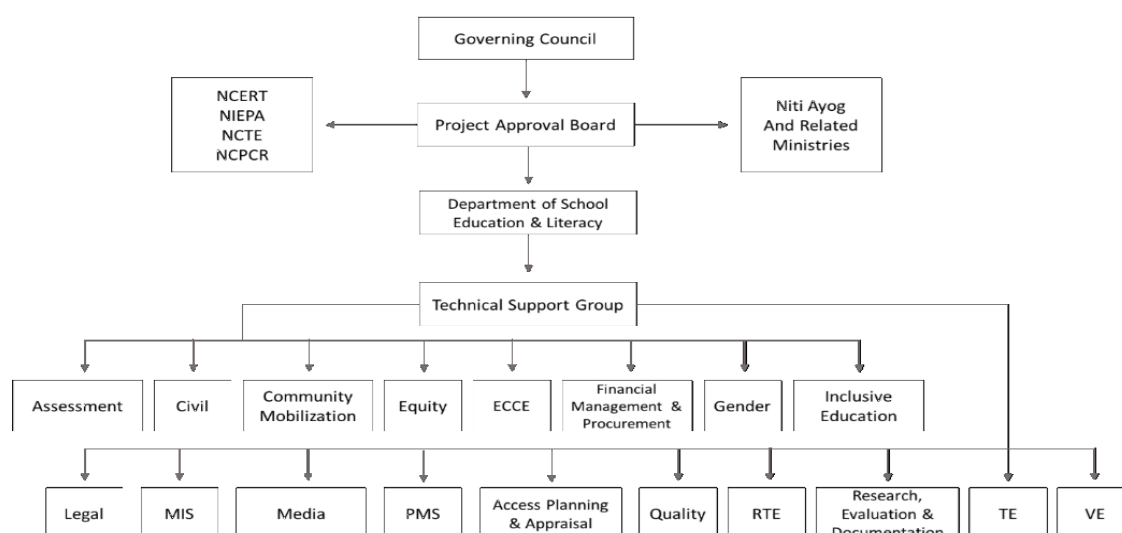 Governing Council
NCERT
NIEPA
NCTE
NCPCR
Project Approval Board
Niti Ayog
And Related
Ministries
Department of School
Education & Literacy
Technical Support Group
Assessment
Civil
Community
Mobilization
Equity
ECCE
Financial
Management &
Procurement
Gender
Inclusive
Education
Legal
MIS
Media
PMS
Access Planning
& Appraisal
Quality
RTE
Research,
Evaluation &
Documentation
TE
VE